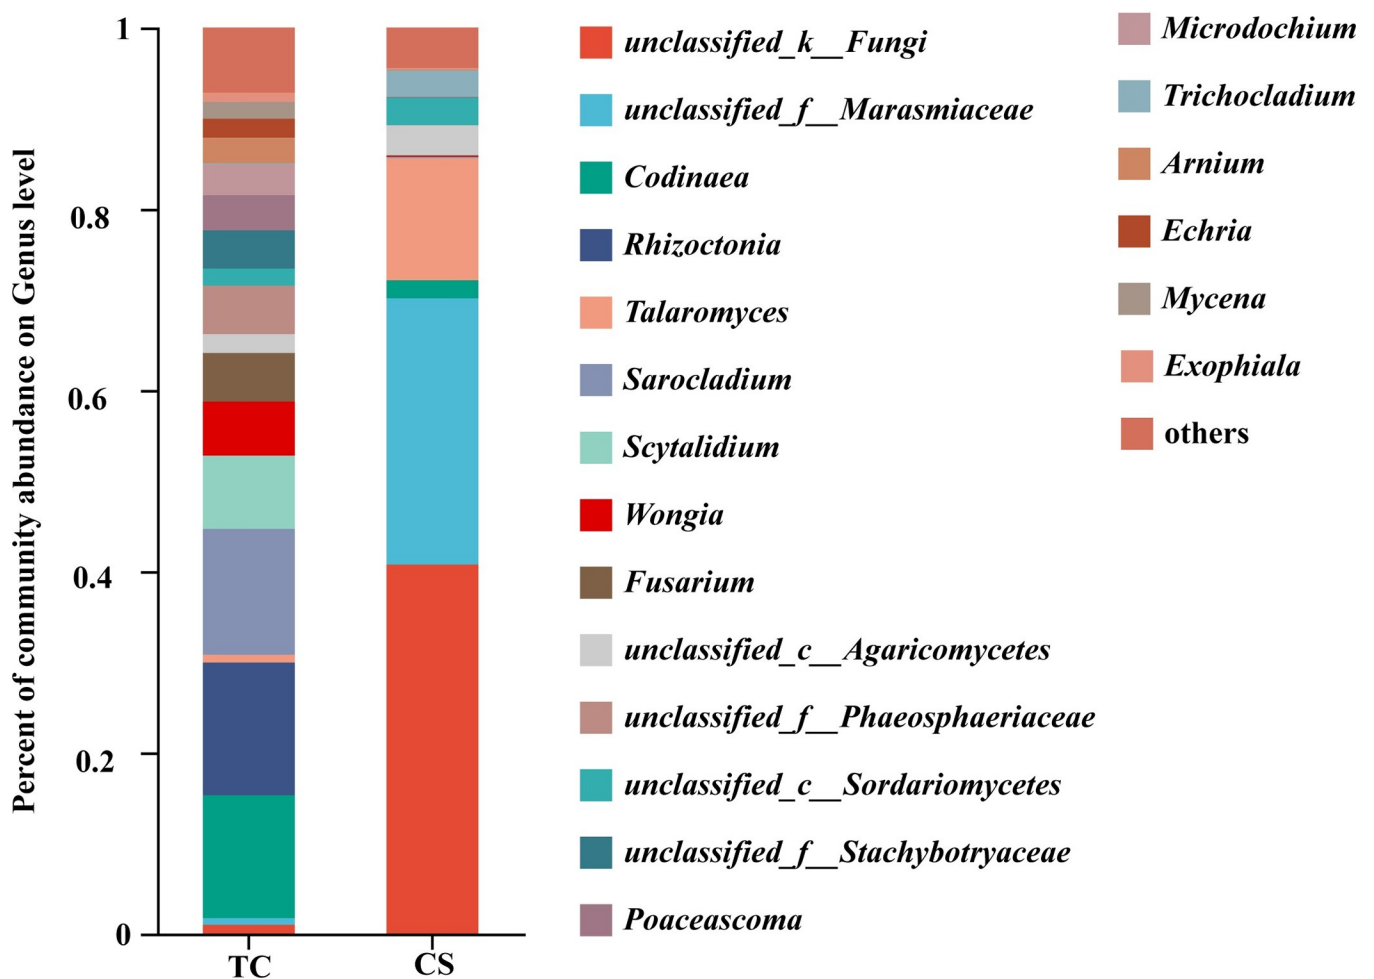 Percent of community abundance on Genus level
1
0.8
0.6
0.4
0.2
0
TC
CS
unclassified_k__Fungi
unclassified_f__Marasmiaceae
Codinaea
Rhizoctonia
Talaromyces
Sarocladium
Scytalidium
Wongia
Fusarium
unclassified_c__Agaricomycetes
unclassified_f__Phaeosphaeriaceae
unclassified_c__Sordariomycetes
unclassified_f__Stachybotryaceae
Poaceascoma
Microdochium
Trichocladium
Arnium
Echria
Mycena
Exophiala
others